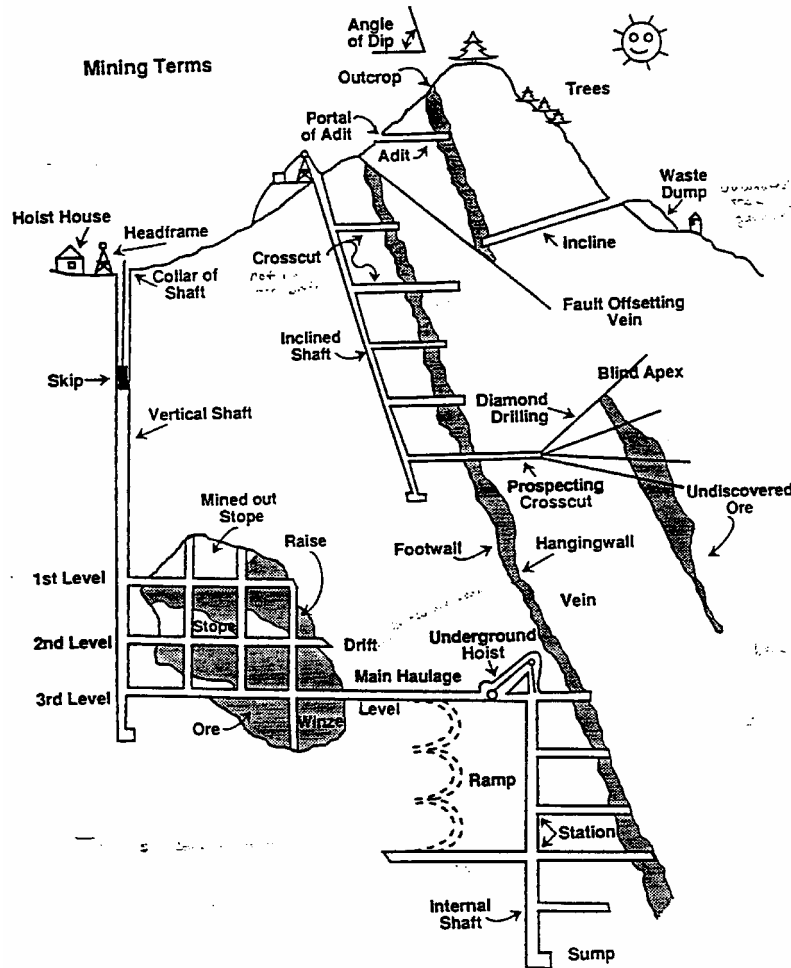 Mining Terms
Angle
of Dip
Outcrop
Trees
Portal
of Adit
Adit
Waste
Dump
Hoist House
Headframe
Incline
Crosscut
Collar of
Shaft
Fault Offsetting
Vein
Inclined
Shaft
Skip
Blind Apex
Vertical Shaft
Diamond
Drilling
Prospecting
Crosscut
Undiscovered
Ore
Mined out
Stope
Raise
Footwall
Hangingwall
1st Level
Vein
Stope
2nd Level
Drift
Underground
Hoist
3rd Level
Main Haulage
Level
Ore
Winze
Ramp
Station
Internal
Shaft
Sump